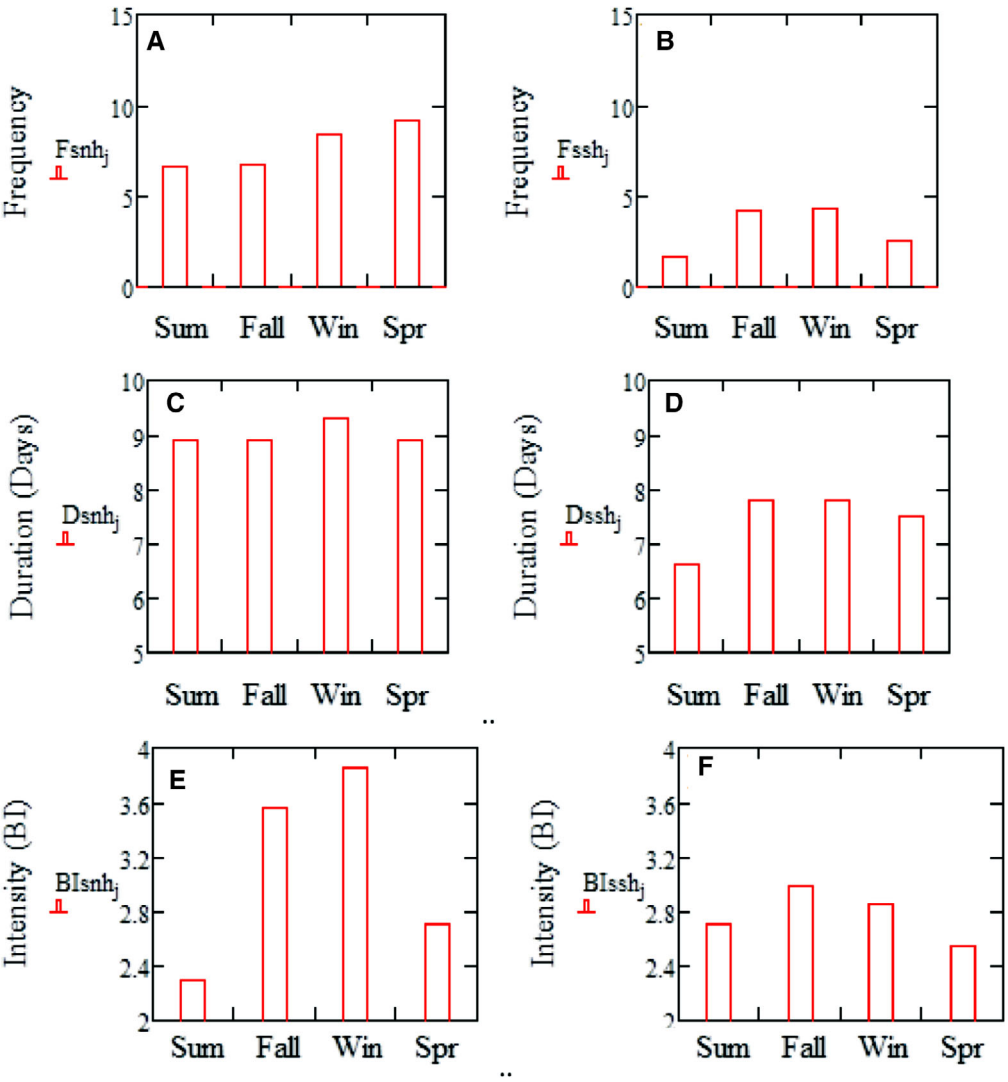 A
Frequency
Fsnhj
15
10
5
0
Sum Fall Win Spr
B
Frequency
Fsshj
15
10
5
0
Sum Fall Win Spr
C
Duration (Days)
Dsnhj
10
9
8
7
6
5
Sum Fall Win Spr
D
Duration (Days)
Dsshj
10
9
8
7
6
5
Sum Fall Win Spr
..
E
Intensity (BI)
BIsnhj
4
3.6
3.2
2.8
2.4
2
Sum Fall Win Spr
F
Intensity (BI)
BIsshj
4
3.6
3.2
2.8
2.4
2
Sum Fall Win Spr
..